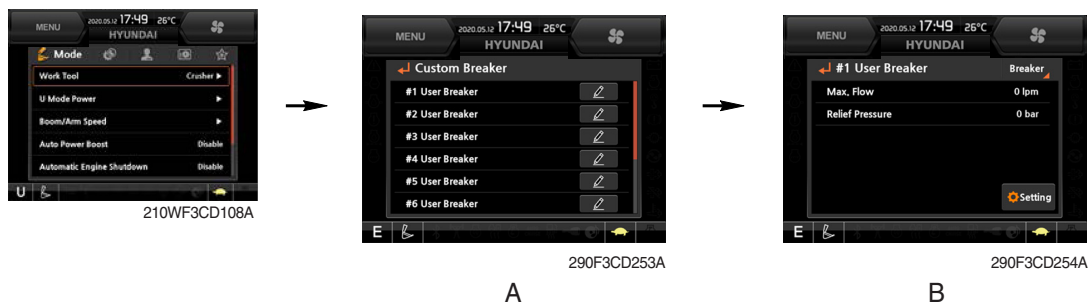 MENU 2020.05.12 17:49 26°C
HYUNDAI
Mode
Work Tool Crusher ▶
U Mode Power ▶
Boom/Arm Speed ▶
Auto Power Boost Disable
Automatic Engine Shutdown Disable
U
210WF3CD108A
MENU 2020.05.12 17:49 26°C
HYUNDAI
Custom Breaker
#1 User Breaker
#2 User Breaker
#3 User Breaker
#4 User Breaker
#5 User Breaker
#6 User Breaker
E
290F3CD253A
A
MENU 2020.05.12 17:49 26°C
HYUNDAI
#1 User Breaker Breaker
Max. Flow 0 lpm
Relief Pressure 0 bar
Setting
E
290F3CD254A
B